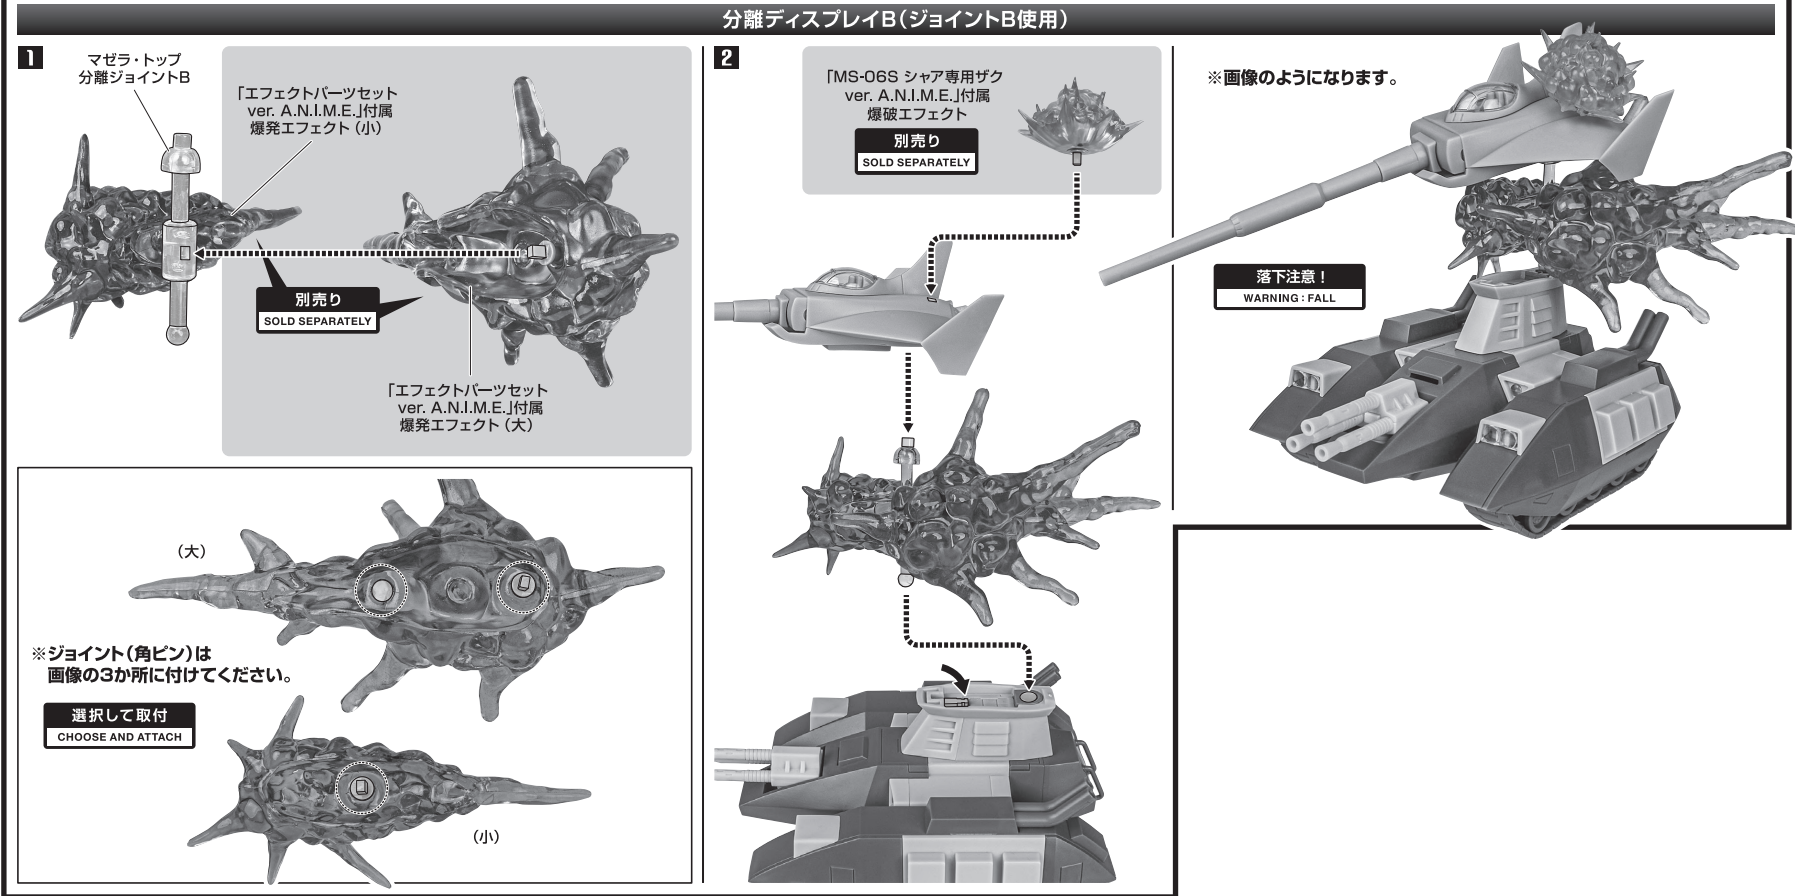 分離ディスプレイB（ジョイントB使用）
1
マゼラ・トップ
分離ジョイントB
「エフェクトパーツセット
ver. A.N.I.M.E.」付属
爆発エフェクト（小）
別売り
SOLD SEPARATELY
「エフェクトパーツセット
ver. A.N.I.M.E.」付属
爆発エフェクト（大）
（大）
※ジョイント（角ピン）は
画像の3か所に付けてください。
選択して取付
CHOOSE AND ATTACH
（小）
2
「MS-06S シャア専用ザク
ver. A.N.I.M.E.」付属
爆破エフェクト
別売り
SOLD SEPARATELY
※画像のようになります。
落下注意！
WARNING : FALL